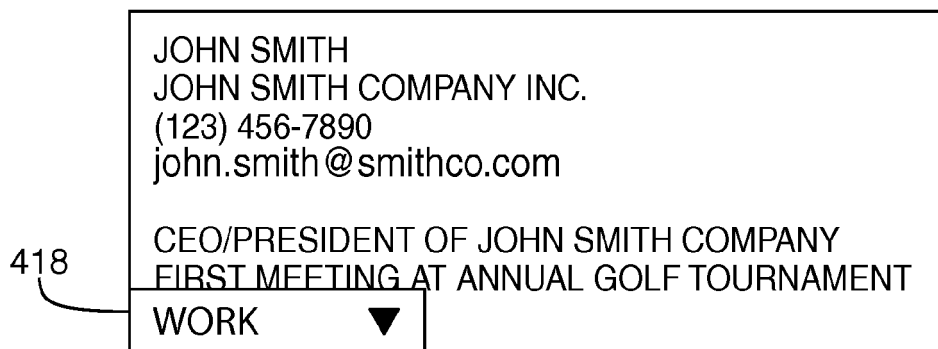 JOHN SMITH
JOHN SMITH COMPANY INC.
(123) 456-7890
john.smith@smithco.com
CEO/PRESIDENT OF JOHN SMITH COMPANY
418
FIRST MEETING AT ANNUAL GOLF TOURNAMENT
WORK ▼